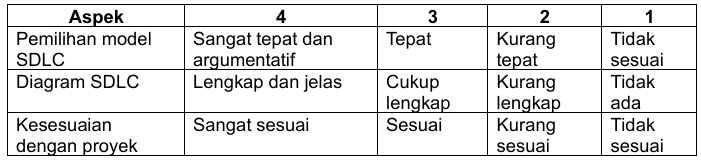 Aspek 4 3 2 1
Pemilihan model Sangat tepat dan Tepat Kurang Tidak
SDLC argumentatif tepat sesuai
Diagram SDLC Lengkap dan jelas Cukup Kurang Tidak
lengkap lengkap ada
Kesesuaian Sangat sesuai Sesuai Kurang Tidak
dengan proyek sesuai sesuai